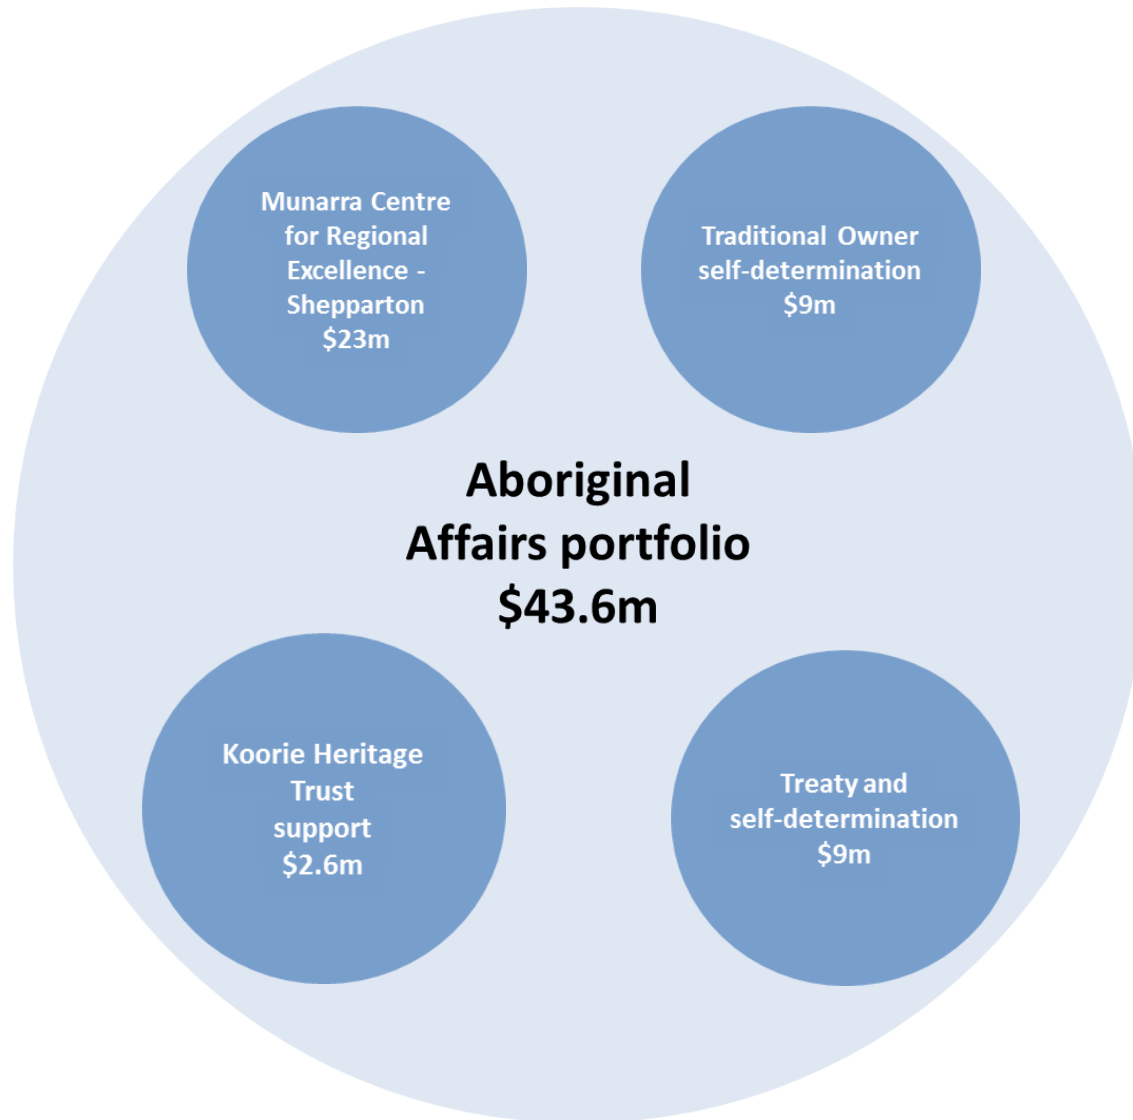 Munarra Centre
for Regional
Excellence -
Shepparton
$23m
Traditional Owner
self-determination
$9m
Aboriginal
Affairs portfolio
$43.6m
Koorie Heritage
Trust
support
$2.6m
Treaty and
self-determination
$9m